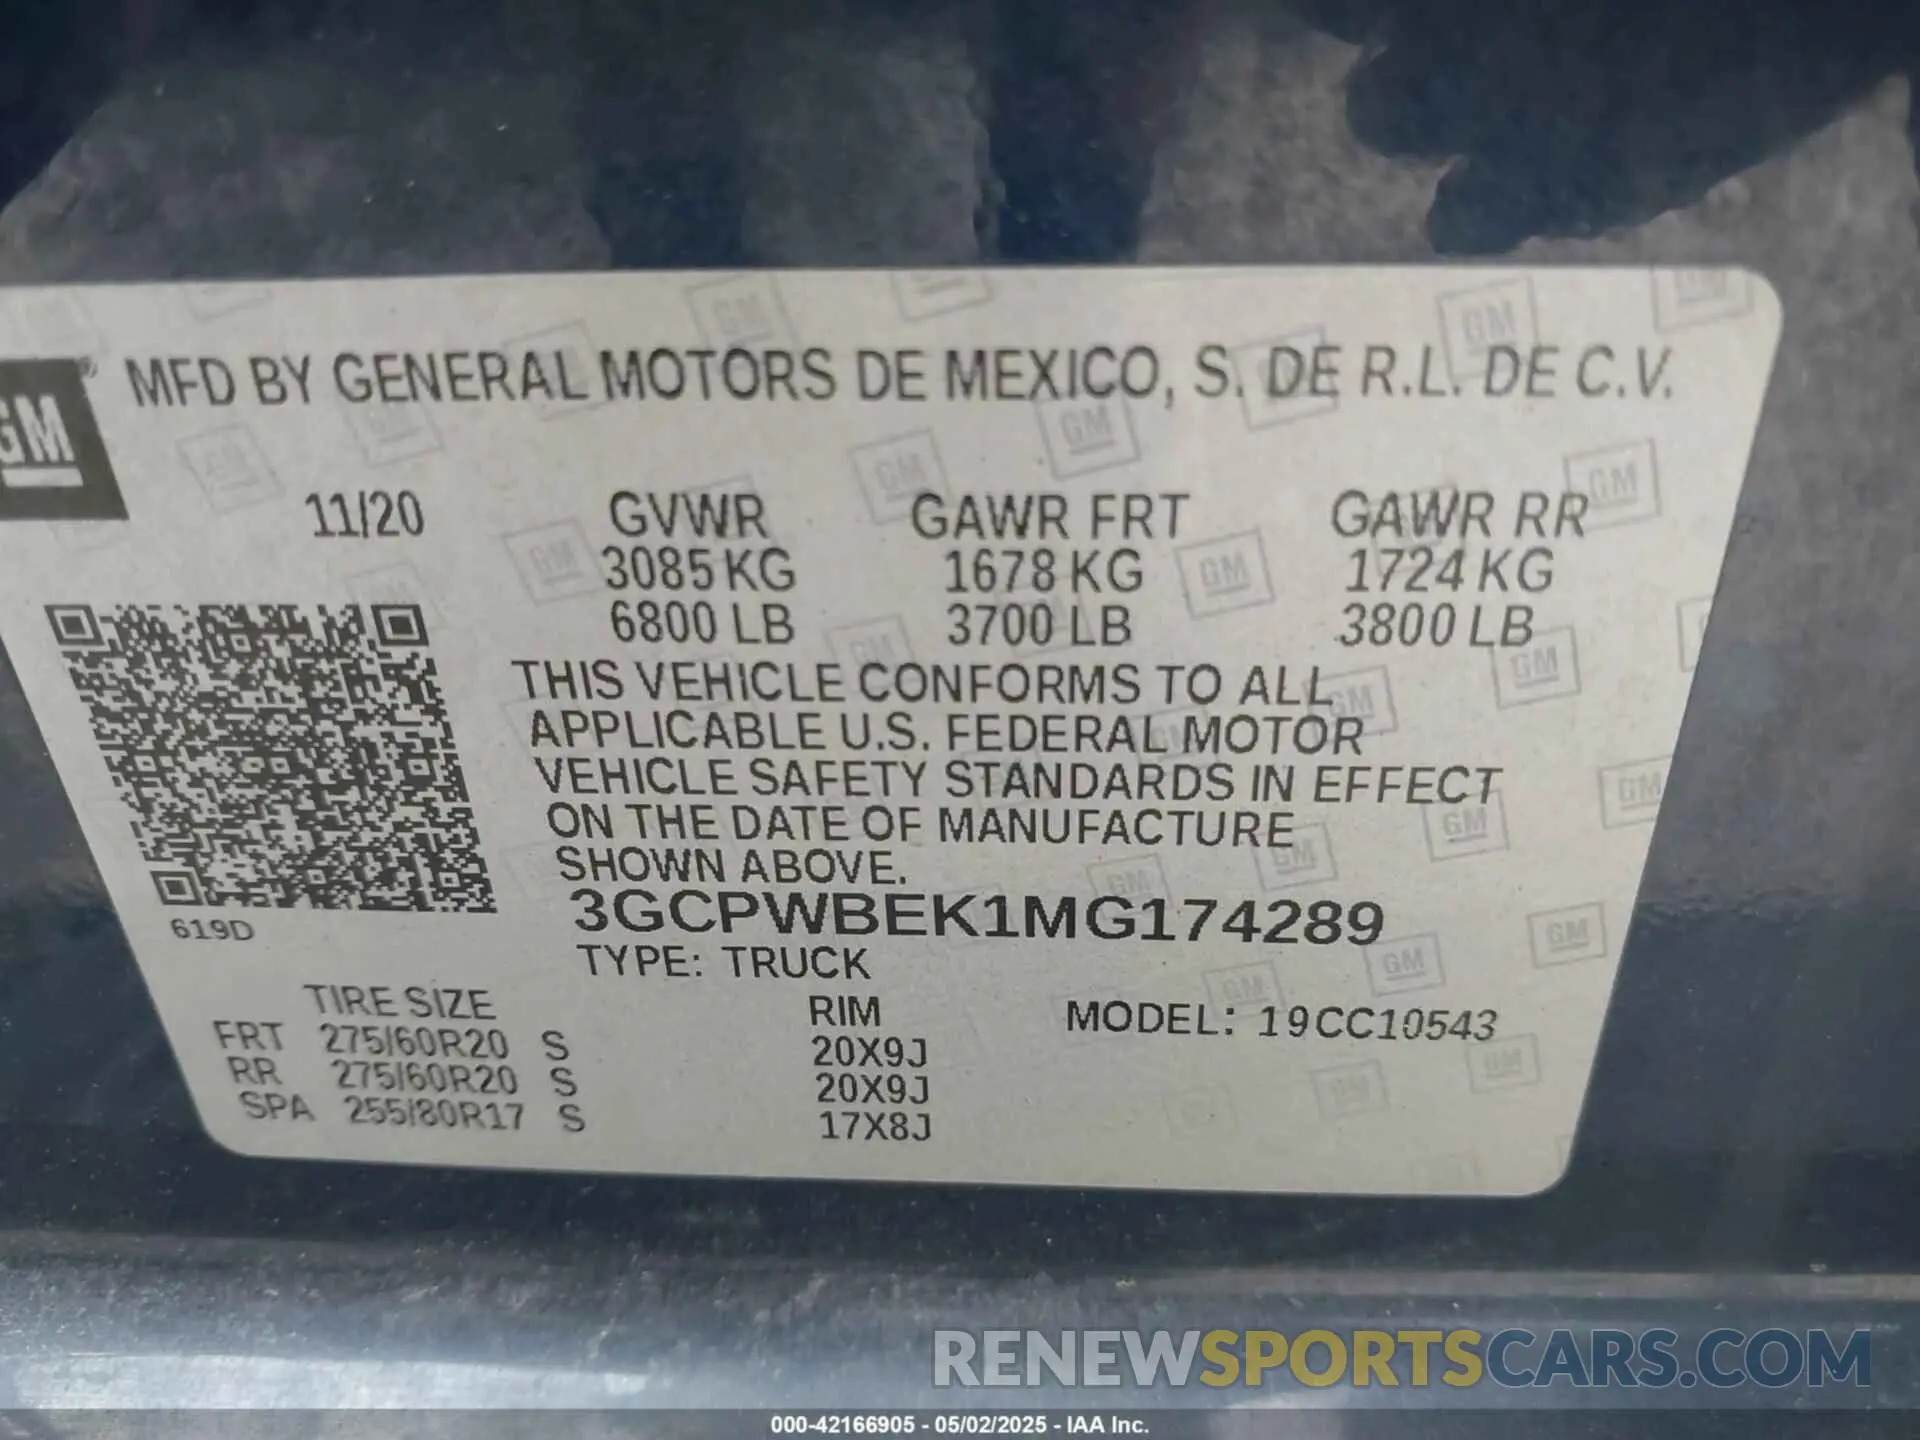 GM ® MFD BY GENERAL MOTORS DE MEXICO, S. DE R.L. DE C.V.
11/20 GVWR GAWR FRT GAWR RR
3085 KG 1678 KG 1724 KG
6800 LB 3700 LB 3800 LB
THIS VEHICLE CONFORMS TO ALL
APPLICABLE U.S. FEDERAL MOTOR
VEHICLE SAFETY STANDARDS IN EFFECT
ON THE DATE OF MANUFACTURE
SHOWN ABOVE.
3GCPWBEK1MG174289
619D
TYPE: TRUCK
TIRE SIZE RIM MODEL: 19CC10543
FRT 275/60R20 S 20X9J
RR 275/60R20 S 20X9J
SPA 255/80R17 S 17X8J
RENEWSPORTSCARS.COM
000-42166905 - 05/02/2025 - IAA Inc.